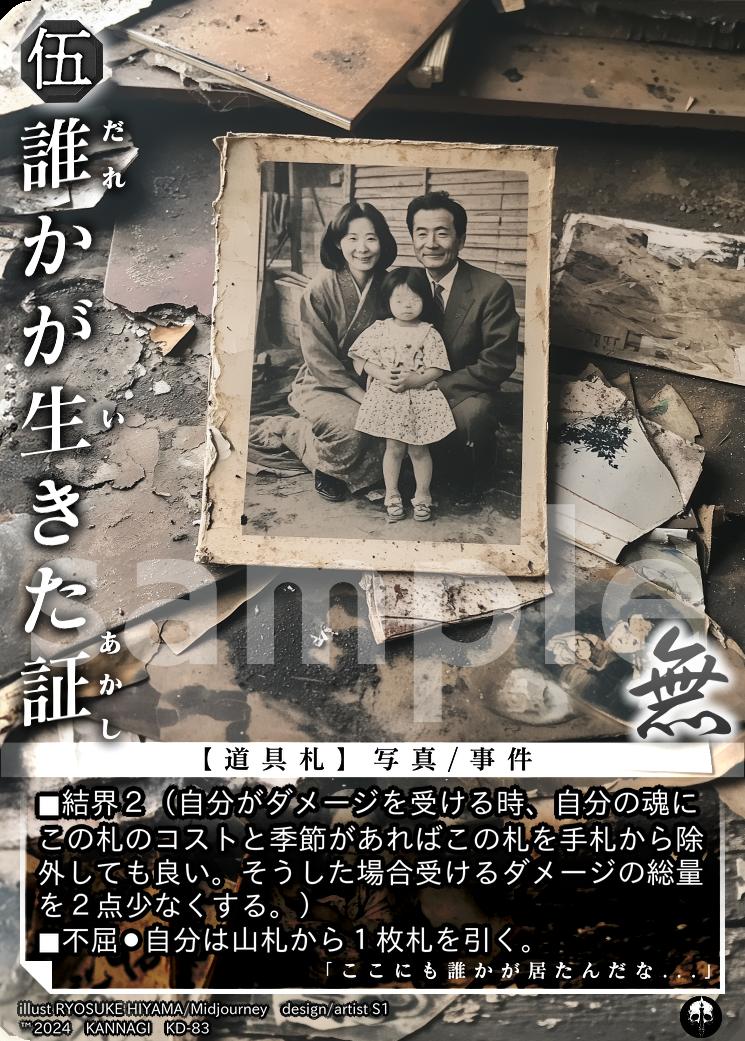 伍
誰かが生きた証
だれ
い
あかし
sample
無
【道具札】写真/事件
■結界２（自分がダメージを受ける時、自分の魂に
この札のコストと季節があればこの札を手札から除
外しても良い。そうした場合受けるダメージの総量
を２点少なくする。）
■不屈●自分は山札から１枚札を引く。
「ここにも誰かが居たんだな...」
illust RYOSUKE HIYAMA/Midjourney design/artist S1
™2024 KANNAGI KD-83